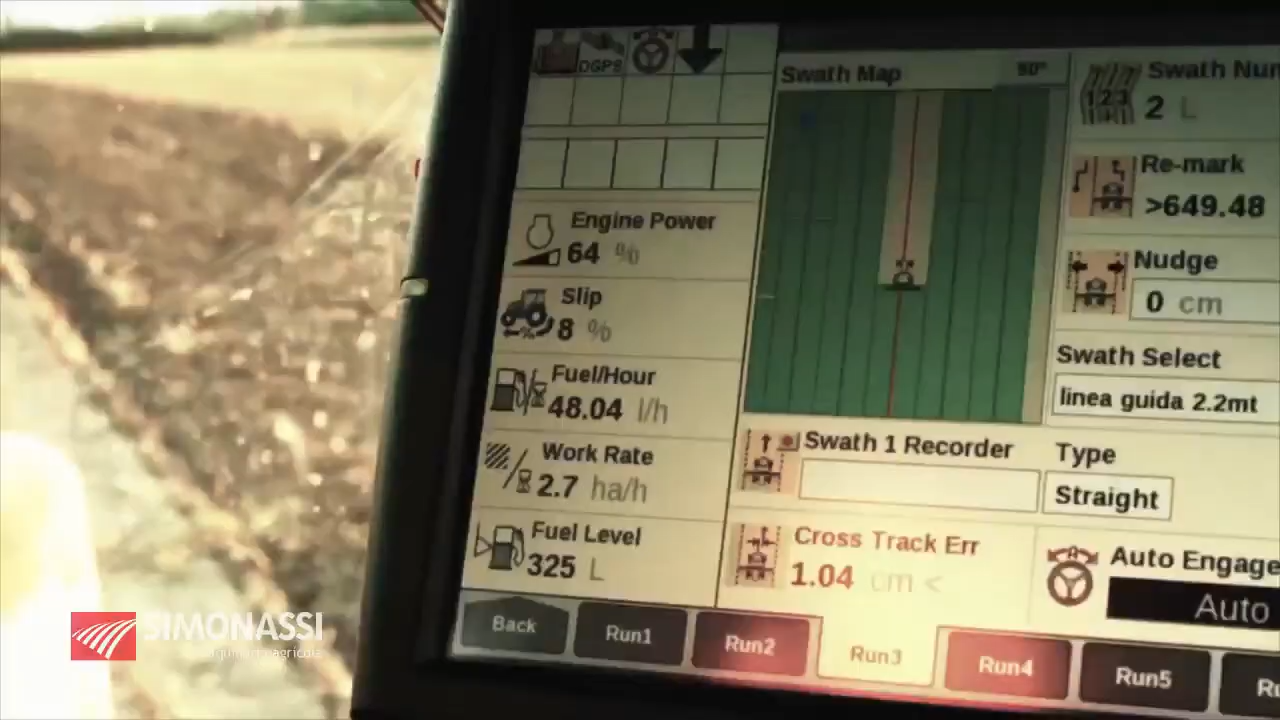 DGPS
Swath Map
90°
Swath Num
123
2 L
Re-mark
>649.48
Nudge
0 cm
Swath Select
linea guida 2.2mt
Engine Power
64 %
Slip
8 %
Fuel/Hour
48.04 l/h
Work Rate
2.7 ha/h
Fuel Level
325 L
Swath 1 Recorder
Type
Straight
Cross Track Err
1.04 cm <
Auto Engage
Auto
Back
Run1
Run2
Run3
Run4
Run5
Ru
SIMONASSI